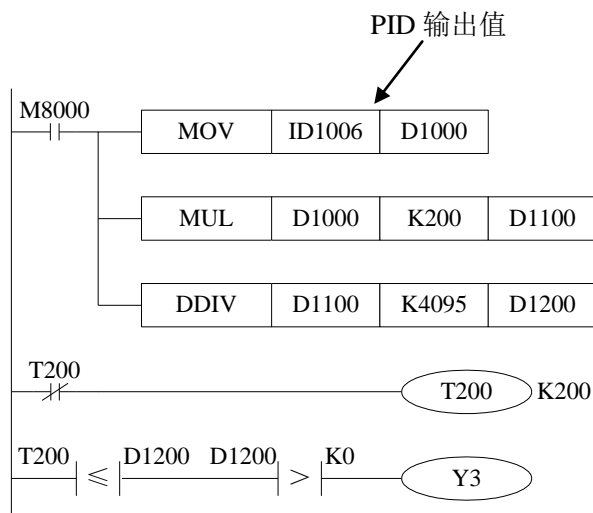 PID 输出值
M8000
MOV ID1006 D1000
MUL D1000 K200 D1100
DDIV D1100 K4095 D1200
T200
T200 K200
T200 ≤ D1200 D1200 > K0
Y3